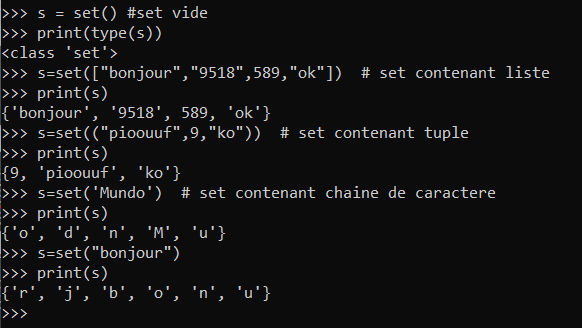 >>> s = set() #set vide
>>> print(type(s))
<class 'set'>
>>> s=set(["bonjour","9518",589,"ok"])  # set contenant liste
>>> print(s)
{'bonjour', '9518', 589, 'ok'}
>>> s=set(("pioouuf",9,"ko"))  # set contenant tuple
>>> print(s)
{9, 'pioouuf', 'ko'}
>>> s=set('Mundo')  # set contenant chaine de caractere
>>> print(s)
{'o', 'd', 'n', 'M', 'u'}
>>> s=set("bonjour")
>>> print(s)
{'r', 'j', 'b', 'o', 'n', 'u'}
>>>